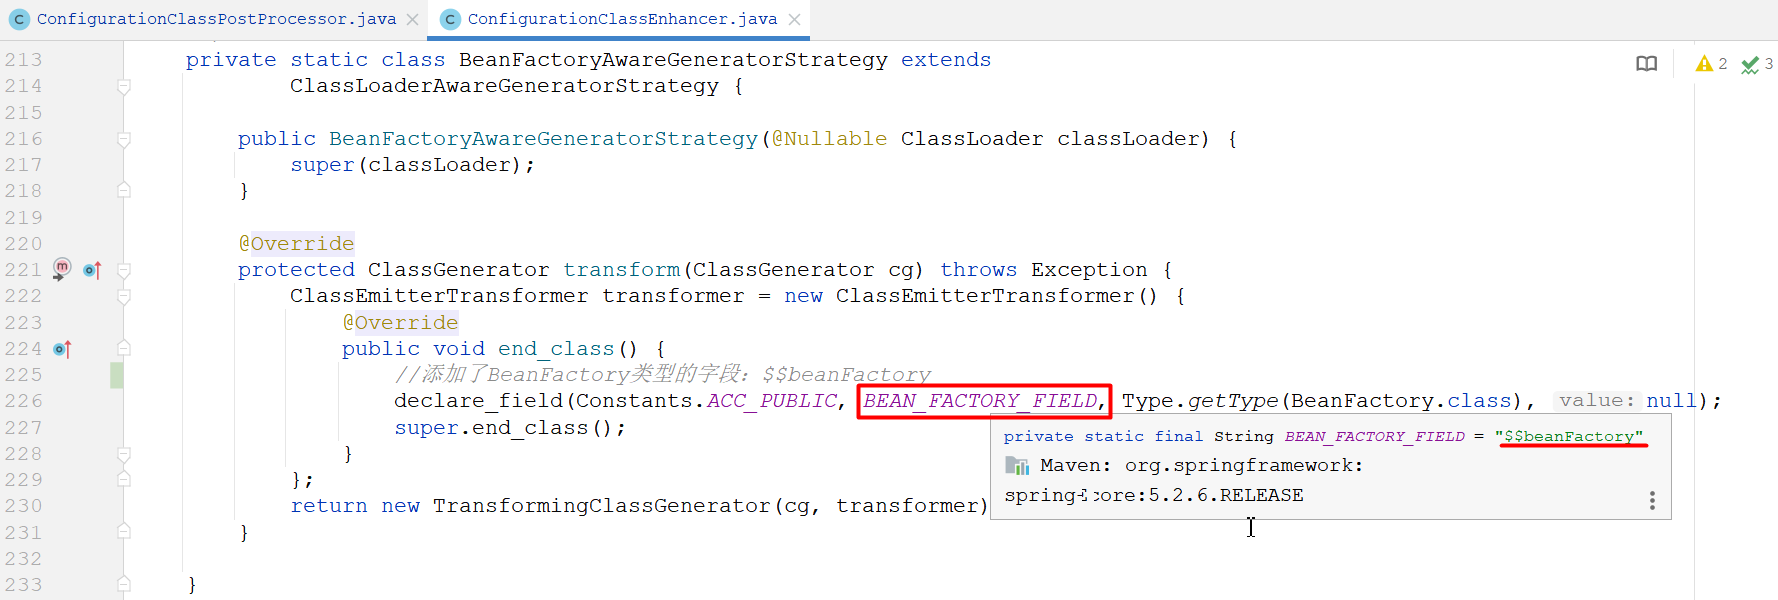 ConfigurationClassPostProcessor.java ConfigurationClassEnhancer.java
213 private static class BeanFactoryAwareGeneratorStrategy extends 2 3
214 ClassLoaderAwareGeneratorStrategy {
215
216 public BeanFactoryAwareGeneratorStrategy(@Nullable ClassLoader classLoader) {
217 super(classLoader);
218 }
219
220 @Override
221 protected ClassGenerator transform(ClassGenerator cg) throws Exception {
222 ClassEmitterTransformer transformer = new ClassEmitterTransformer() {
223 @Override
224 public void end_class() {
225 //添加了BeanFactory类型的字段：$$beanFactory
226 declare_field(Constants.ACC_PUBLIC, BEAN_FACTORY_FIELD, Type.getType(BeanFactory.class), value: null);
227 super.end_class();
228 }
229 };
230 return new TransformingClassGenerator(cg, transformer)
231 }
232
233 }
private static final String BEAN_FACTORY_FIELD = "$$beanFactory"
Maven: org.springframework:
spring-core:5.2.6.RELEASE